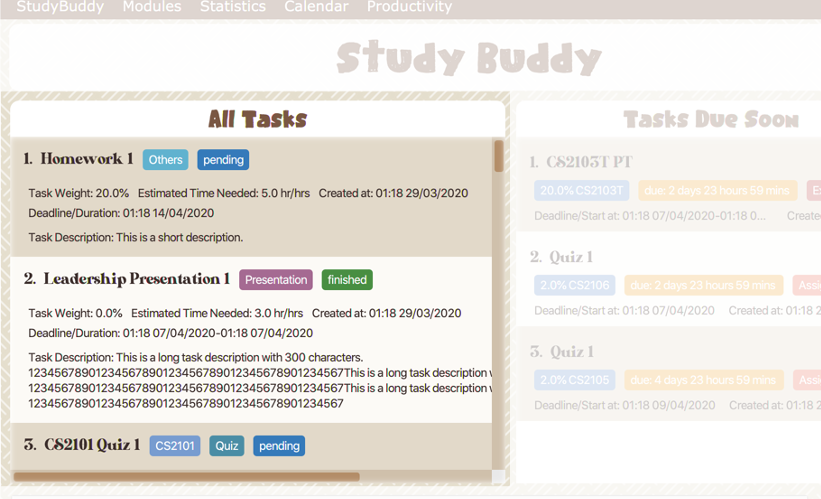 StudyBuddy Modules Statistics Calendar Productivity
Study Buddy
All Tasks
1. Homework 1 Others pending
Task Weight: 20.0% Estimated Time Needed: 5.0 hr/hrs Created at: 01:18 29/03/2020
Deadline/Duration: 01:18 14/04/2020
Task Description: This is a short description.
2. Leadership Presentation 1 Presentation finished
Task Weight: 0.0% Estimated Time Needed: 3.0 hr/hrs Created at: 01:18 29/03/2020
Deadline/Duration: 01:18 07/04/2020-01:18 07/04/2020
Task Description: This is a long task description with 300 characters.
12345678901234567890123456789012345678901234567This is a long task description
12345678901234567890123456789012345678901234567This is a long task description
12345678901234567890123456789012345678901234567
3. CS2101 Quiz 1 CS2101 Quiz pending
Tasks Due Soon
1. CS2103T PT
20.0% CS2103T due: 2 days 23 hours 59 mins
Deadline/Start at: 01:18 07/04/2020-01:18 0... Create
2. Quiz 1
2.0% CS2106 due: 2 days 23 hours 59 mins Assi
Deadline/Start at: 01:18 07/04/2020 Created at: 01:18 2
3. Quiz 1
2.0% CS2105 due: 4 days 23 hours 59 mins Assi
Deadline/Start at: 01:18 09/04/2020 Created at: 01:18 2